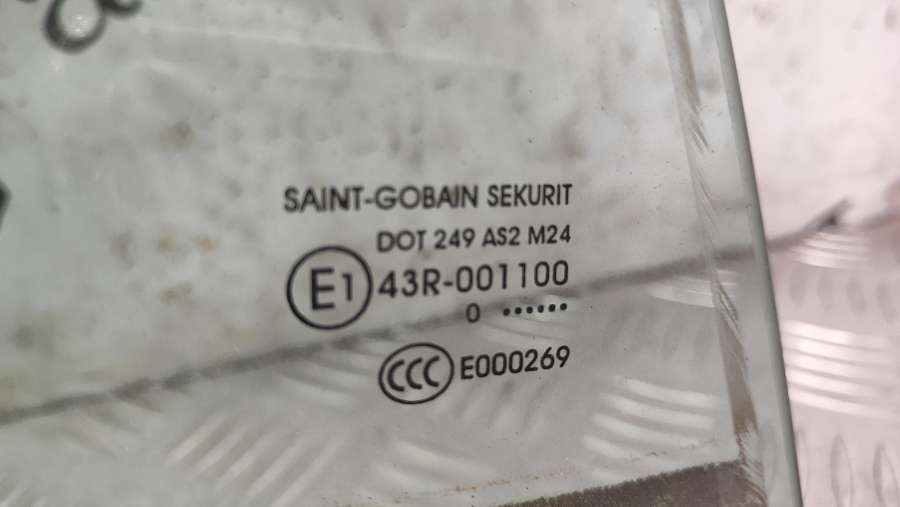 SAINT-GOBAIN SEKURIT
DOT 249 AS2 M24
E1 43R-001100
0 ••••••
CCC E000269